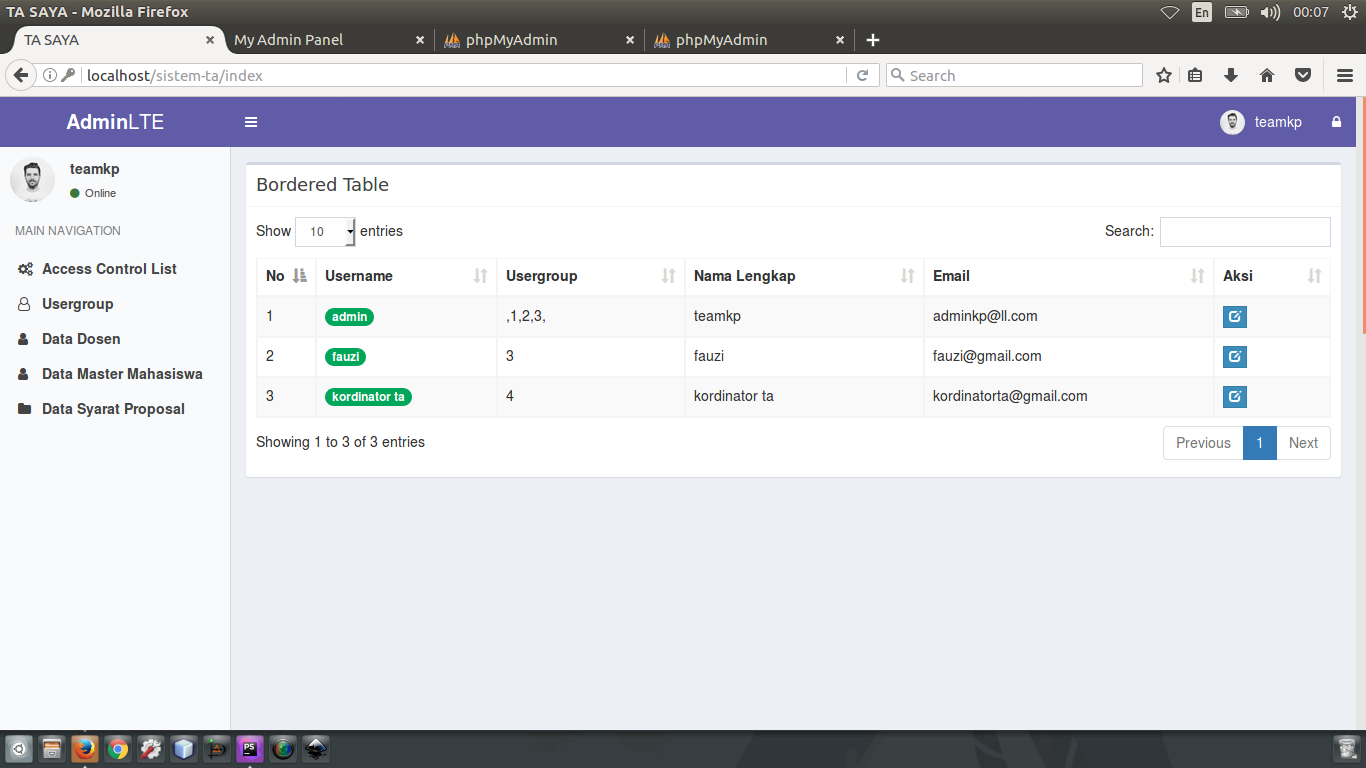 TA SAYA - Mozilla Firefox
En
00:07
TA SAYA
My Admin Panel
phpMyAdmin
phpMyAdmin
localhost/sistem-ta/index
Search
AdminLTE
teamkp
teamkp
Online
MAIN NAVIGATION
Access Control List
Usergroup
Data Dosen
Data Master Mahasiswa
Data Syarat Proposal
Bordered Table
Show 10 entries
Search:
No Username Usergroup Nama Lengkap Email Aksi
1 admin ,1,2,3, teamkp adminkp@ll.com
2 fauzi 3 fauzi fauzi@gmail.com
3 kordinator ta 4 kordinator ta kordinatorta@gmail.com
Showing 1 to 3 of 3 entries
Previous 1 Next
PS